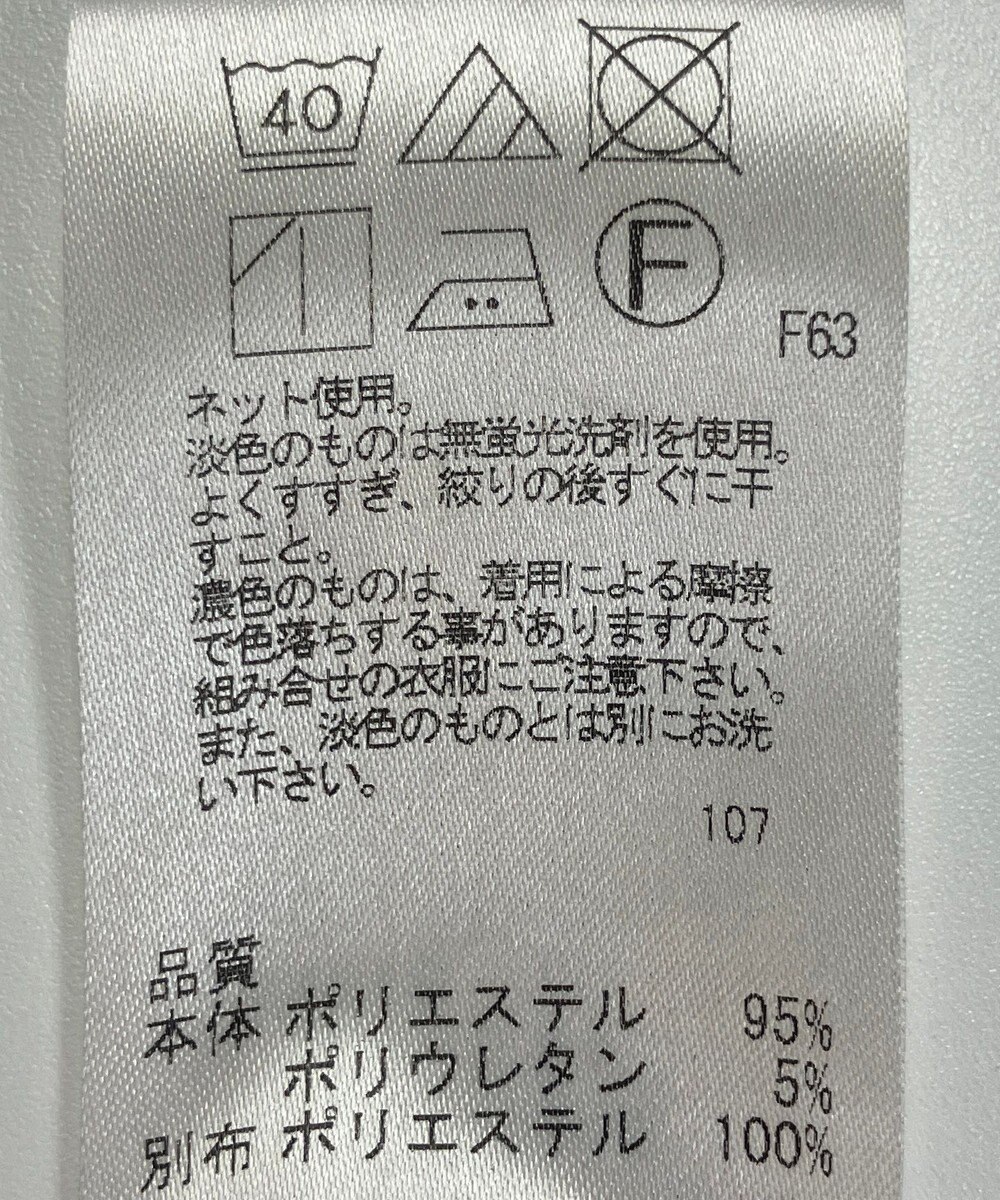 40
F
F63
ネット使用。
淡色のものは無蛍光洗剤を使用。
よくすすぎ、絞りの後すぐに干
すこと。
濃色のものは、着用による摩擦
で色落ちする事がありますので、
組み合せの衣服にご注意下さい。
また、淡色のものとは別にお洗
い下さい。
107
品質
本体 ポリエステル 95%
ポリウレタン 5%
別布 ポリエステル 100%